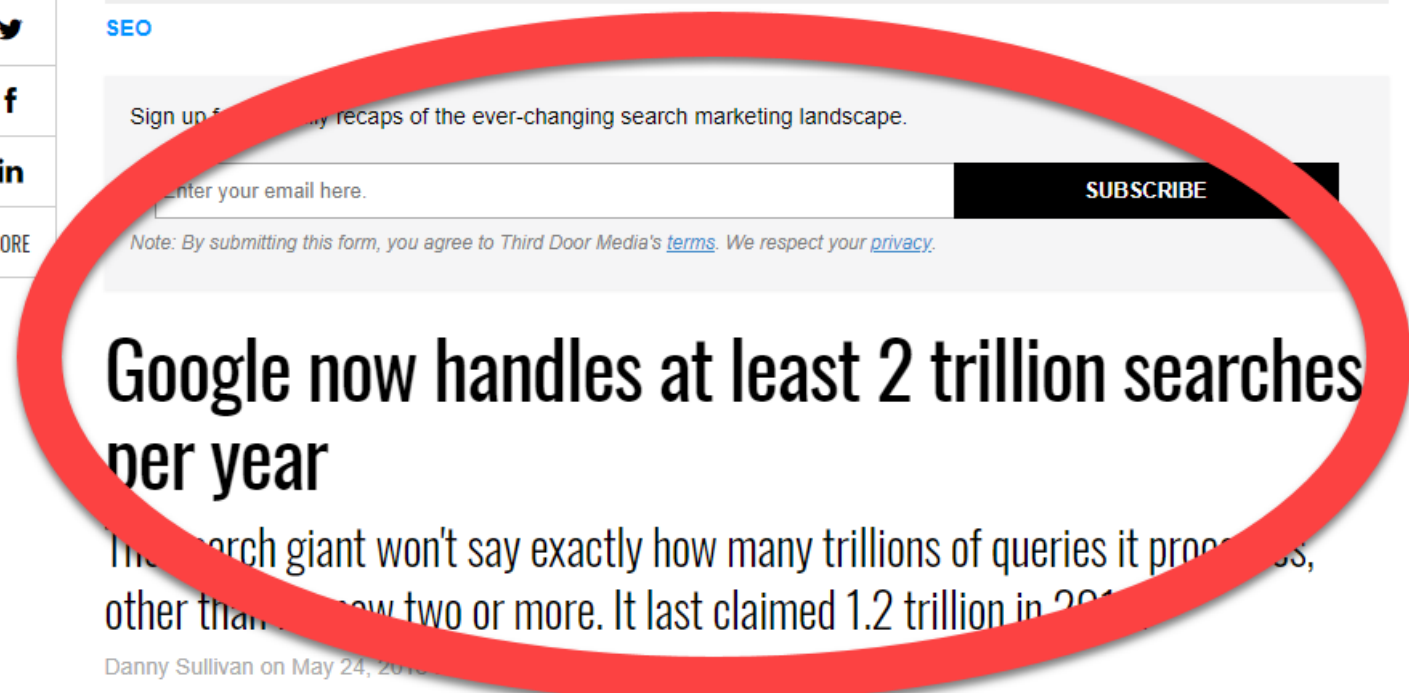 SEO
Sign up recaps of the ever-changing search marketing landscape.
Enter your email here.
SUBSCRIBE
Note: By submitting this form, you agree to Third Door Media's terms. We respect your privacy.
ORE
Google now handles at least 2 trillion searches
per year
giant won't say exactly how many trillions of queries it
other two or more. It last claimed 1.2 trillion in
Danny Sullivan on May 24,